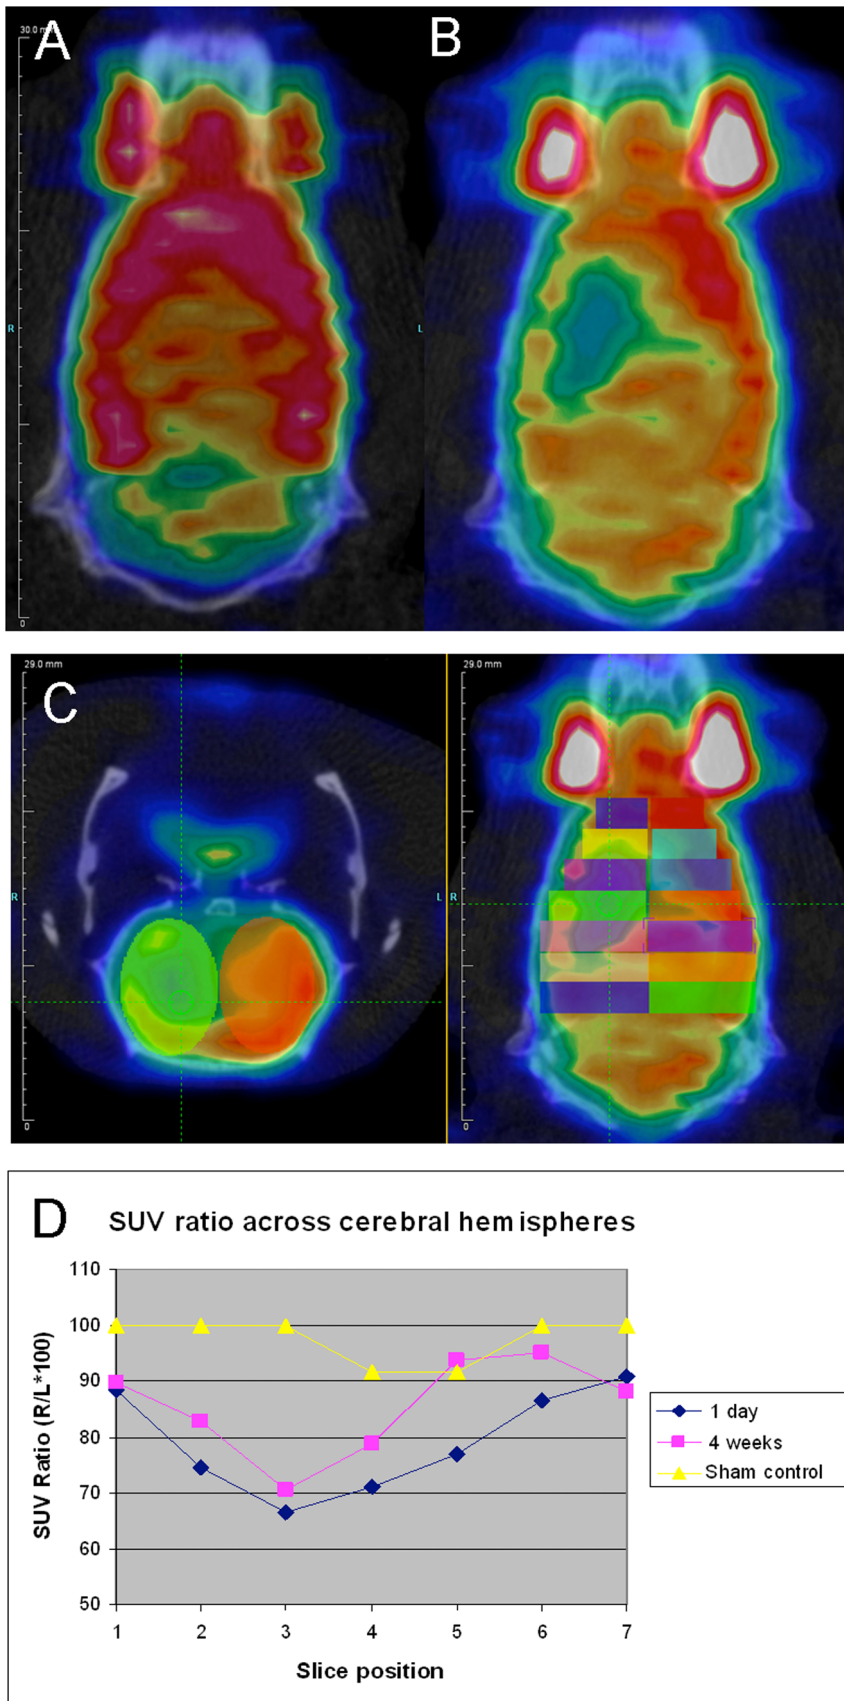 A
B
30.0 mm
R
L
0
C
29.0 mm
29.0 mm
R
L
R
0
0
D
SUV ratio across cerebral hemispheres
110
100
90
80
70
60
50
SUV Ratio (R/L*100)
1 2 3 4 5 6 7
Slice position
1 day
4 weeks
Sham control